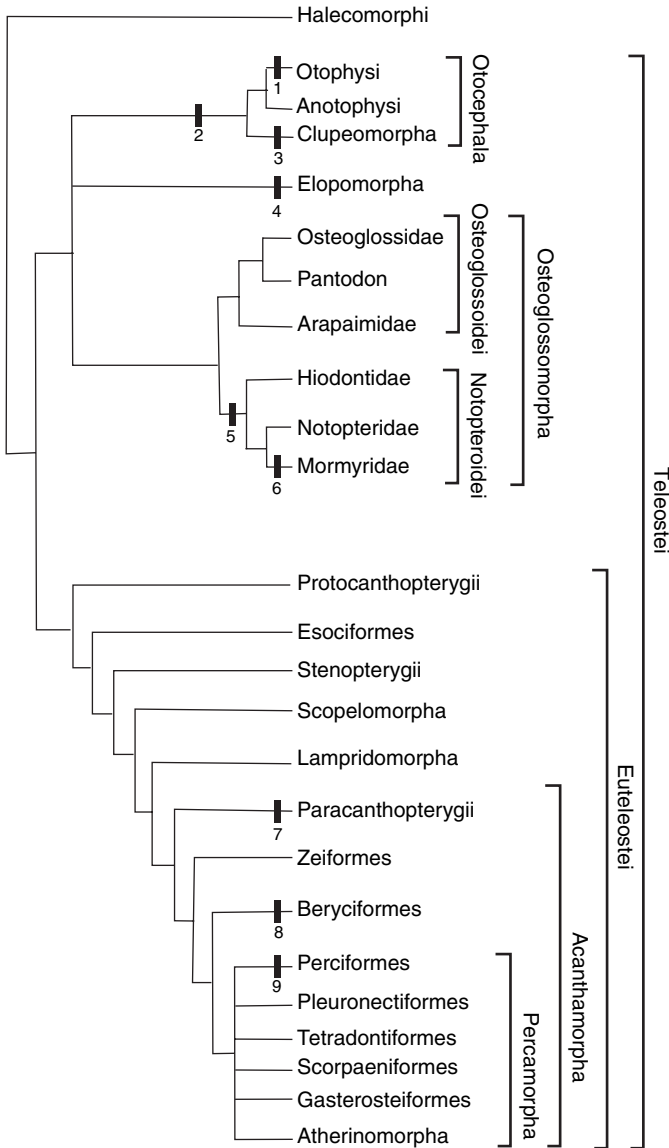 Halecomorphi
Otophysi
1
Anotophysi
2
Clupeomorpha
3
Otocephala
Elopomorpha
4
Osteoglossidae
Pantodon
Arapaimidae
Osteoglossoidei
Hiodontidae
5
Notopteridae
Mormyridae
6
Notopteroidei
Osteoglossomorpha
Teleostei
Protocanthopterygii
Esociformes
Stenopterygii
Scopelomorpha
Lampridomorpha
Paracanthopterygii
7
Zeiformes
Beryciformes
8
Perciformes
9
Pleuronectiformes
Tetradontiformes
Scorpaeniformes
Gasterosteiformes
Atherinomorpha
Percamorpha
Acanthamorpha
Euteleostei